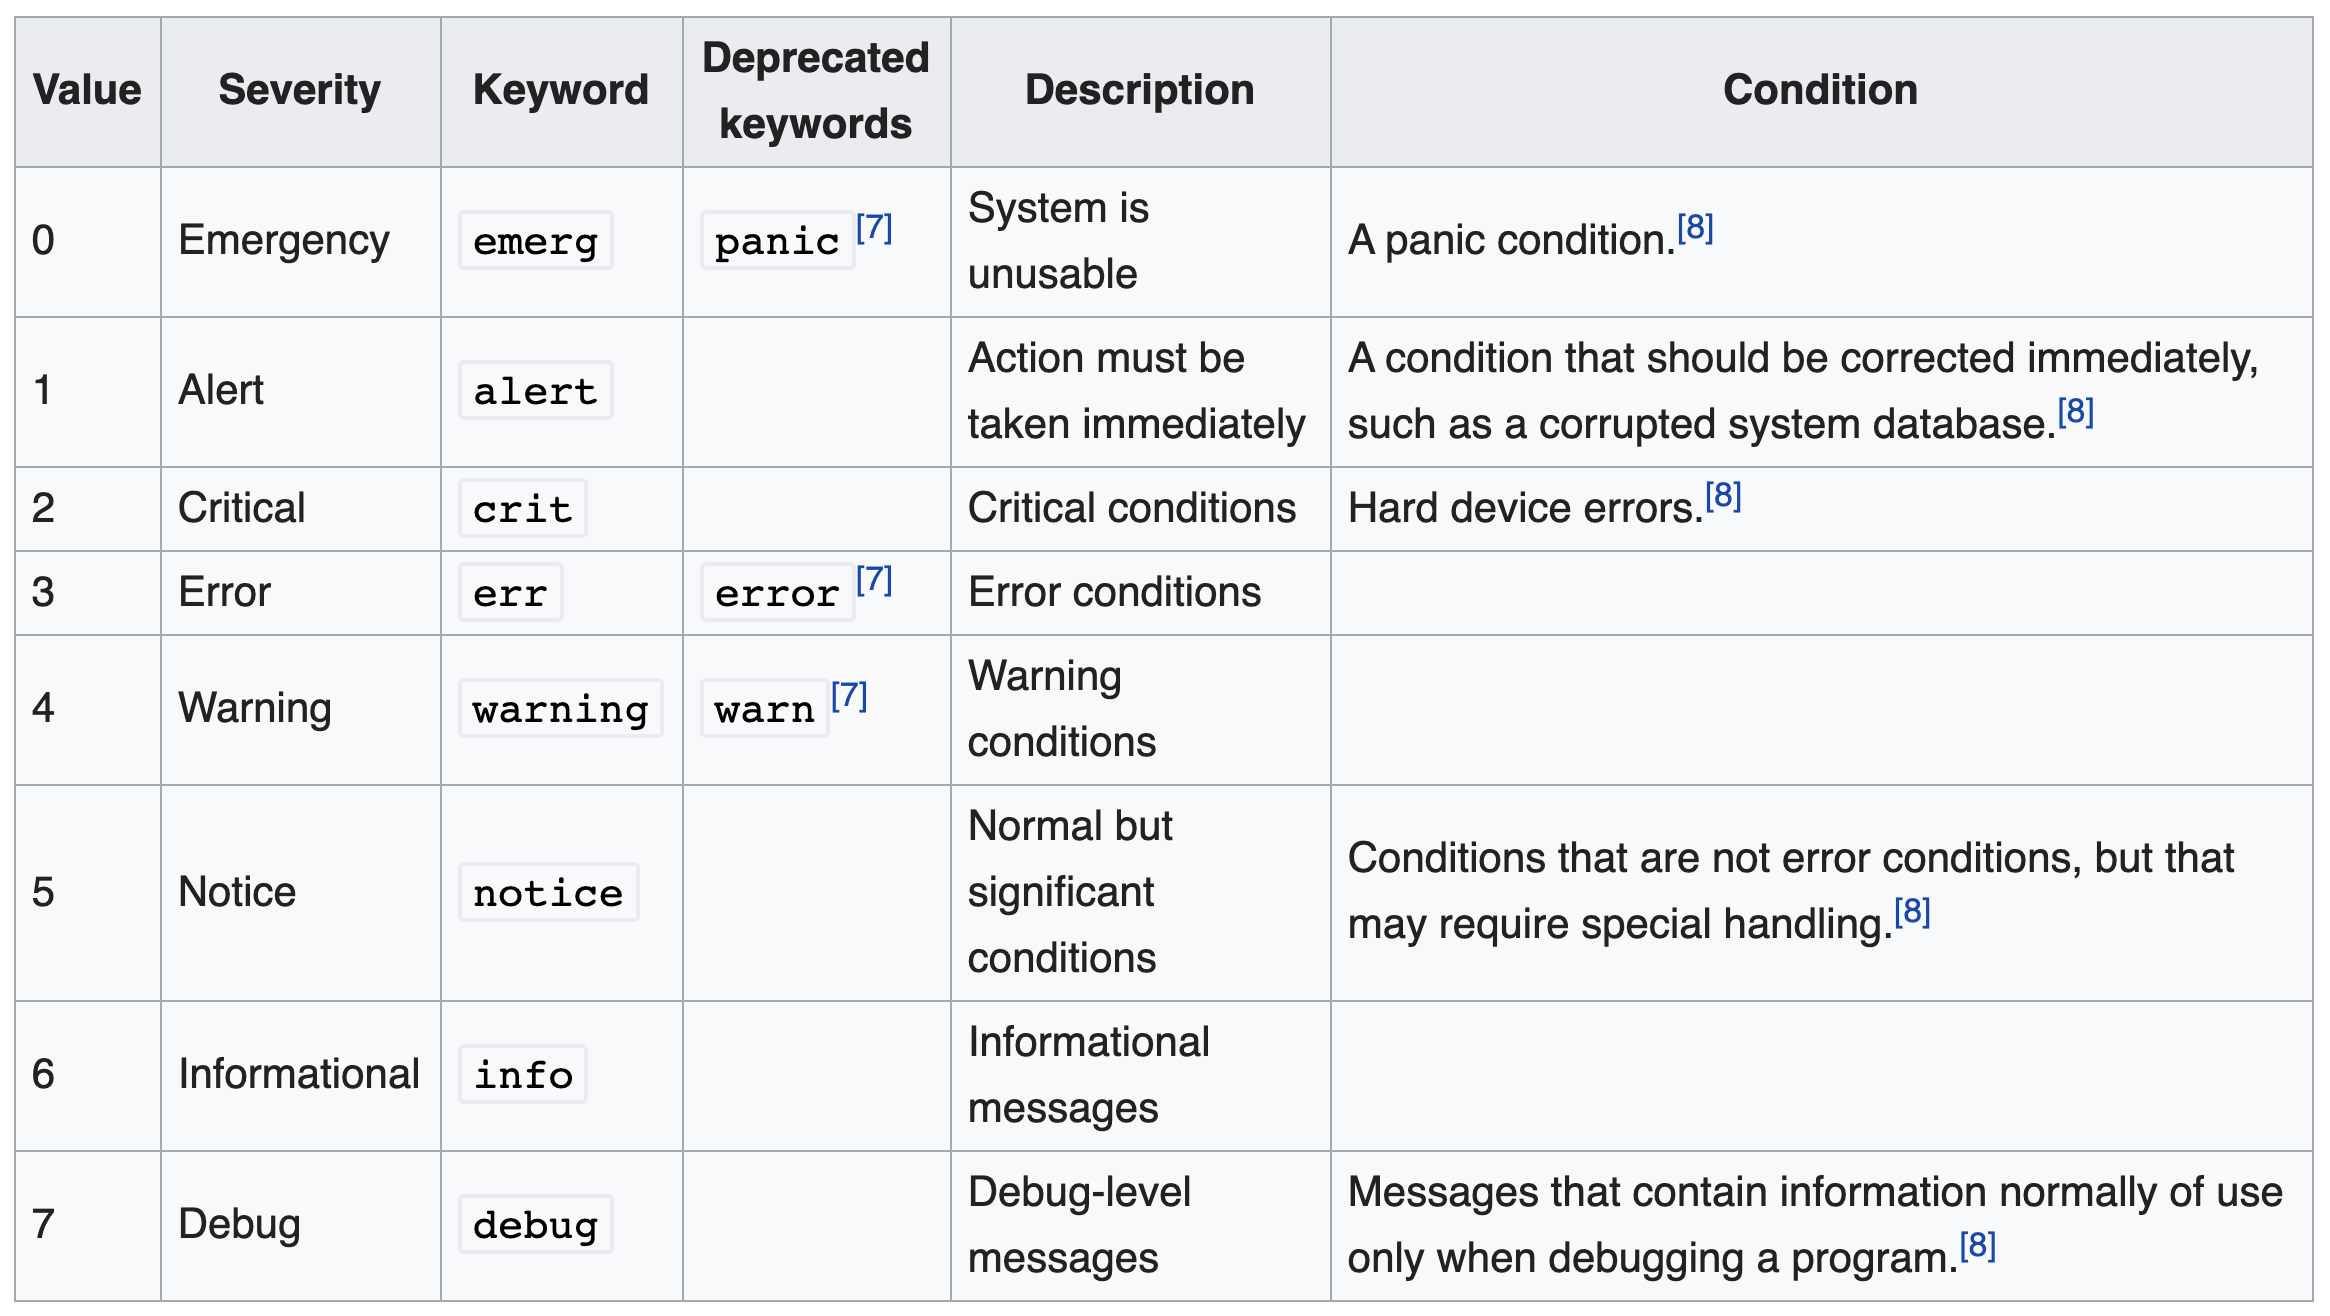 Value Severity Keyword Deprecated keywords Description Condition
0 Emergency emerg panic [7] System is unusable A panic condition.[8]
1 Alert alert Action must be taken immediately A condition that should be corrected immediately, such as a corrupted system database.[8]
2 Critical crit Critical conditions Hard device errors.[8]
3 Error err error [7] Error conditions
4 Warning warning warn [7] Warning conditions
5 Notice notice Normal but significant conditions Conditions that are not error conditions, but that may require special handling.[8]
6 Informational info Informational messages
7 Debug debug Debug-level messages Messages that contain information normally of use only when debugging a program.[8]